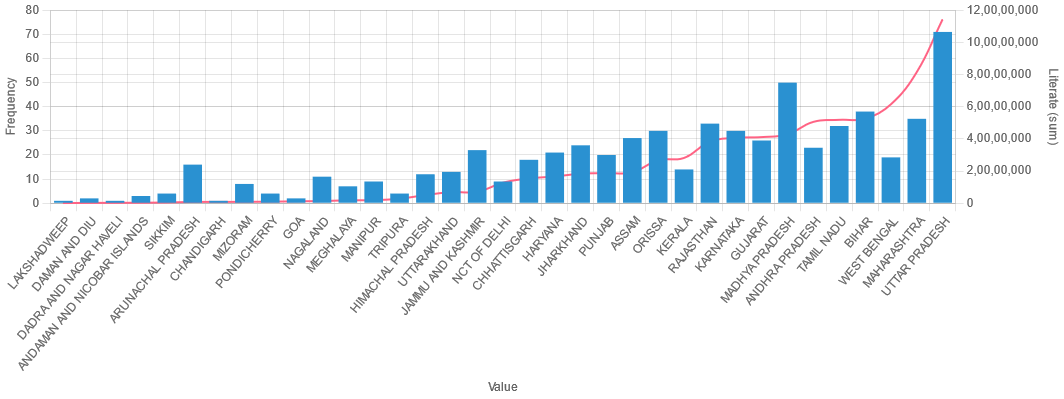 80
70
60
50
40
30
20
10
0
Frequency
12,00,00,000
10,00,00,000
8,00,00,000
6,00,00,000
4,00,00,000
2,00,00,000
0
Literate (sum)
LAKSHADWEEP
DAMAN AND DIU
DADRA AND NAGAR HAVELI
ANDAMAN AND NICOBAR ISLANDS
SIKKIM
ARUNACHAL PRADESH
CHANDIGARH
MIZORAM
PONDICHERRY
GOA
NAGALAND
MEGHALAYA
MANIPUR
TRIPURA
HIMACHAL PRADESH
UTTARAKHAND
JAMMU AND KASHMIR
NCT OF DELHI
CHHATTISGARH
HARYANA
JHARKHAND
PUNJAB
ASSAM
ORISSA
KERALA
RAJASTHAN
KARNATAKA
GUJARAT
MADHYA PRADESH
ANDHRA PRADESH
TAMIL NADU
BIHAR
WEST BENGAL
MAHARASHTRA
UTTAR PRADESH
Value